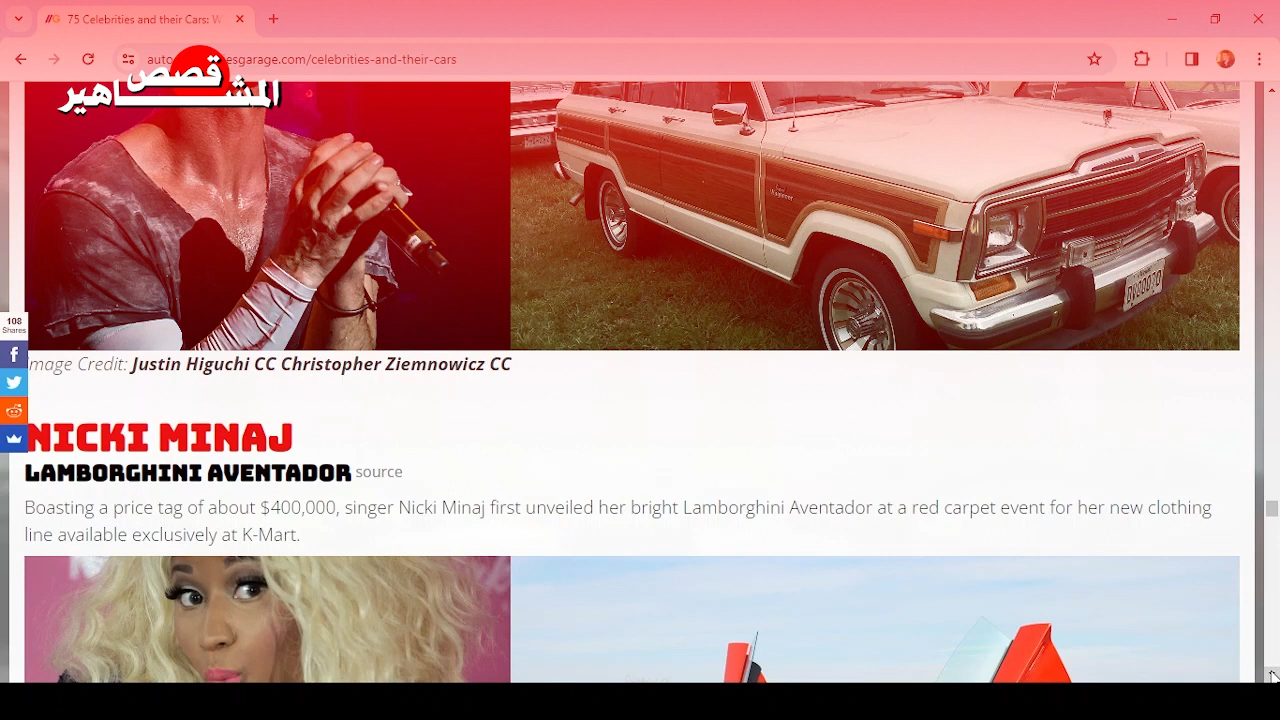 75 Celebrities and their Cars: W
esgarage.com/celebrities-and-their-cars
قصص
المشاهير
108
Shares
Image Credit: Justin Higuchi CC Christopher Ziemnowicz CC
NICKI MINAJ
LAMBORGHINI AVENTADOR source
Boasting a price tag of about $400,000, singer Nicki Minaj first unveiled her bright Lamborghini Aventador at a red carpet event for her new clothing
line available exclusively at K-Mart.